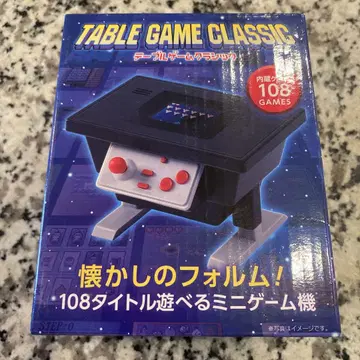 TABLE GAME CLASSIC
テーブルゲームクラシック
内蔵ゲーム
108
GAMES
懐かしのフォルム!
108タイトル遊べるミニゲーム機
※写真はイメージです。